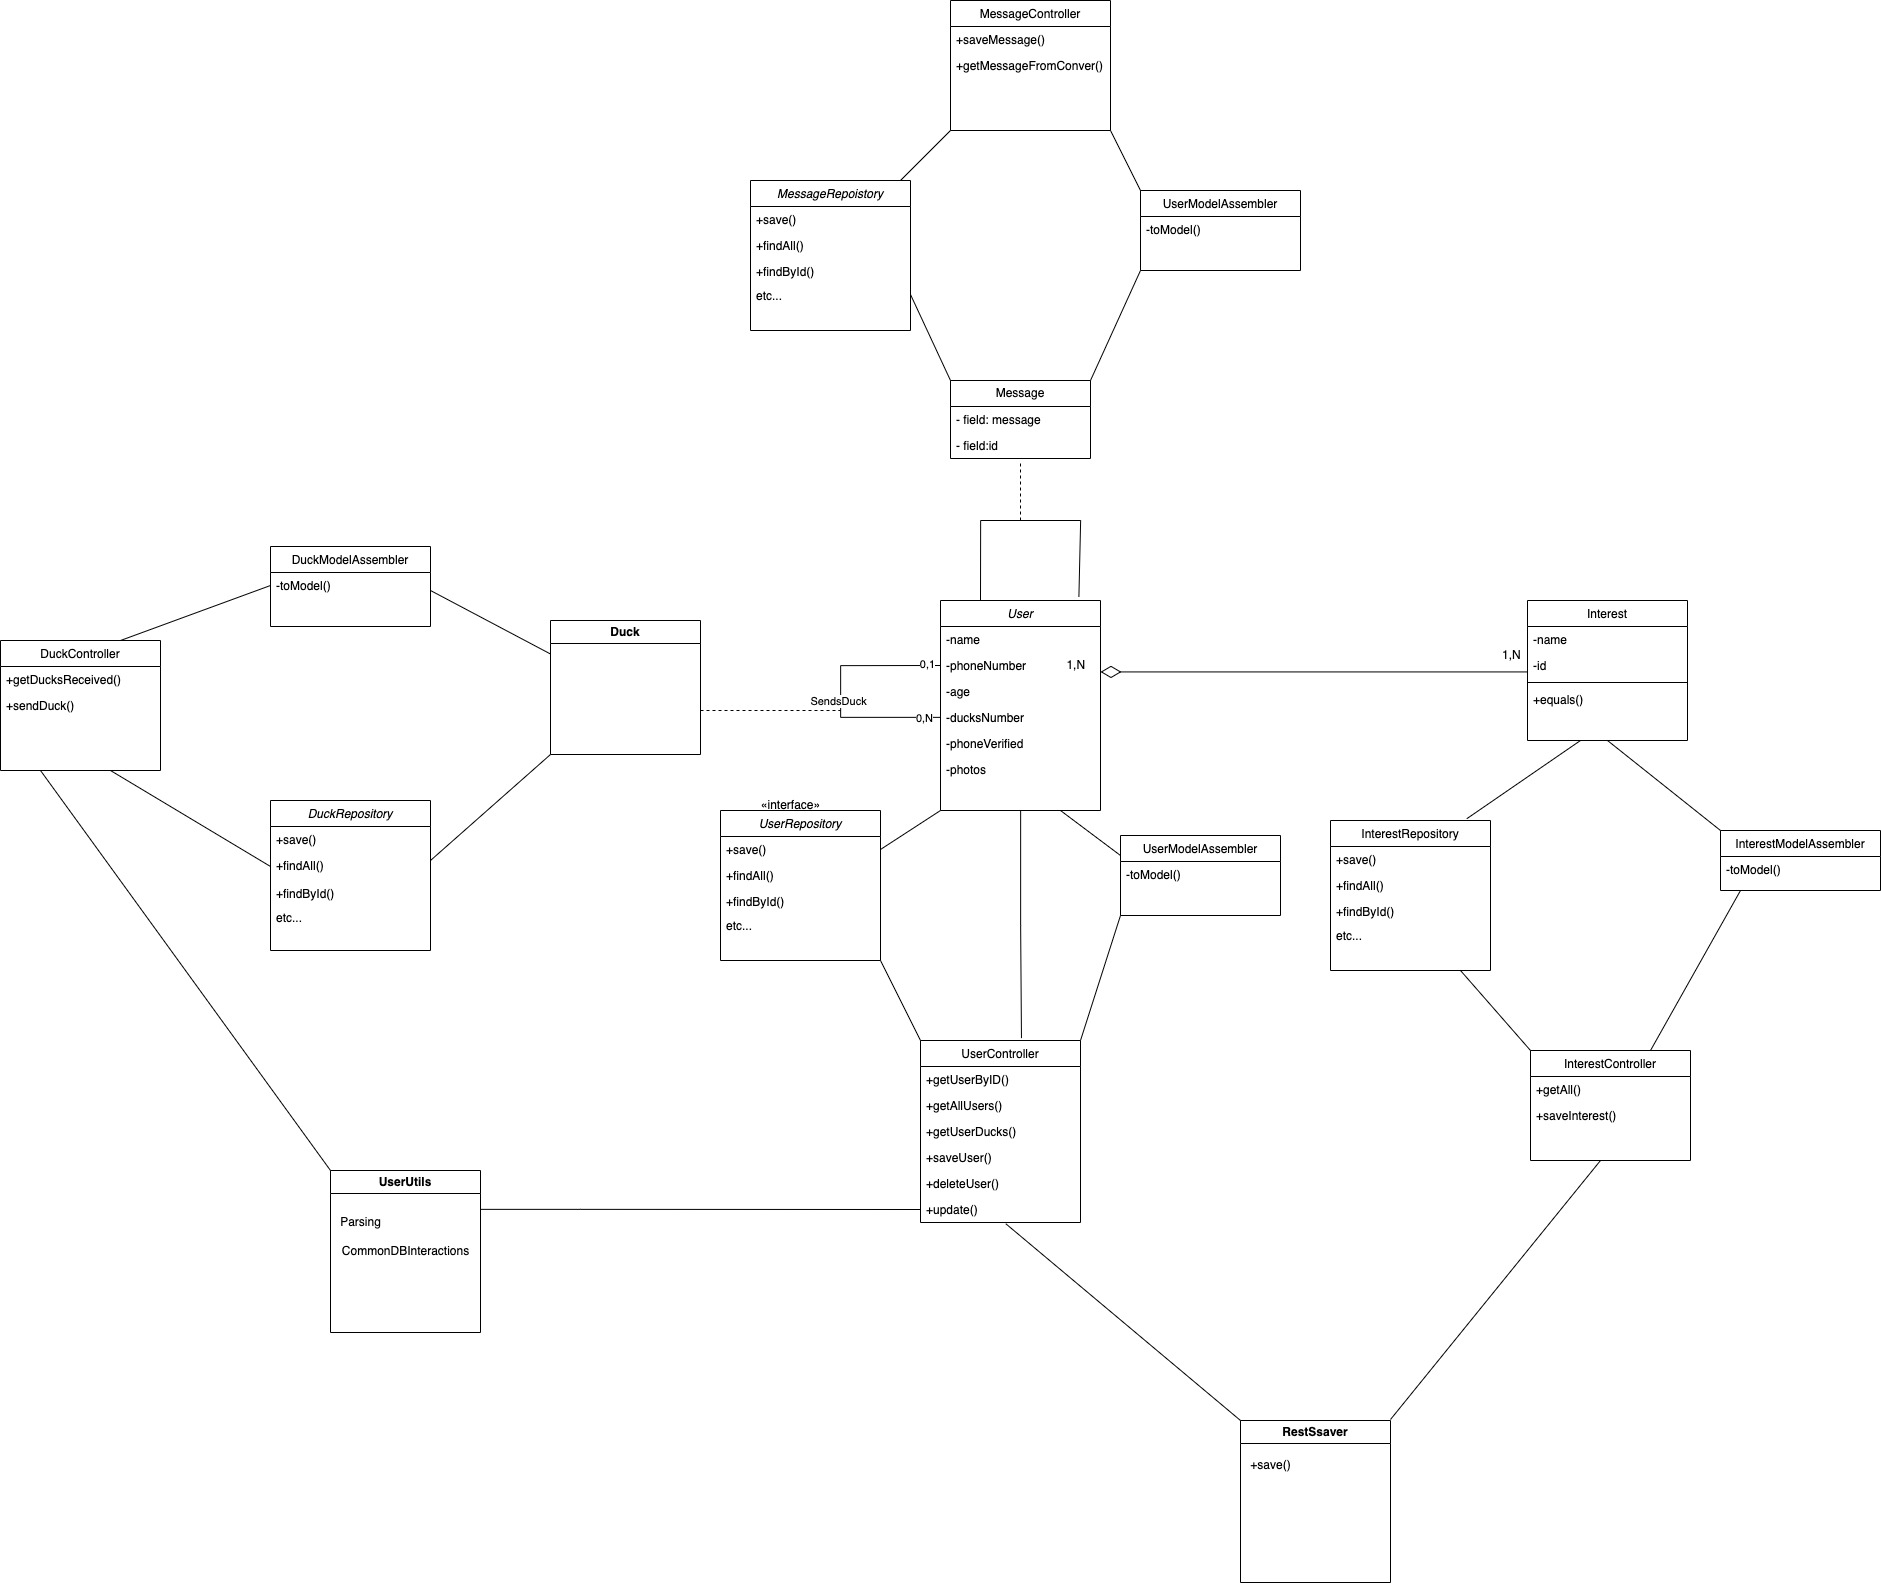 MessageController
+saveMessage()
+getMessageFromConver()
MessageRepoistory
+save()
+findAll()
+findById()
etc...
UserModelAssembler
-toModel()
Message
- field: message
- field:id
DuckModelAssembler
-toModel()
DuckController
+getDucksReceived()
+sendDuck()
Duck
DuckRepository
+save()
+findAll()
+findById()
etc...
SendsDuck
0,1
0,N
User
-name
-phoneNumber
1,N
-age
-ducksNumber
-phoneVerified
-photos
1,N
Interest
-name
-id
+equals()
«interface»
UserRepository
+save()
+findAll()
+findById()
etc...
UserModelAssembler
-toModel()
InterestRepository
+save()
+findAll()
+findById()
etc...
InterestModelAssembler
-toModel()
UserController
+getUserByID()
+getAllUsers()
+getUserDucks()
+saveUser()
+deleteUser()
+update()
InterestController
+getAll()
+saveInterest()
UserUtils
Parsing
CommonDBInteractions
RestSsaver
+save()